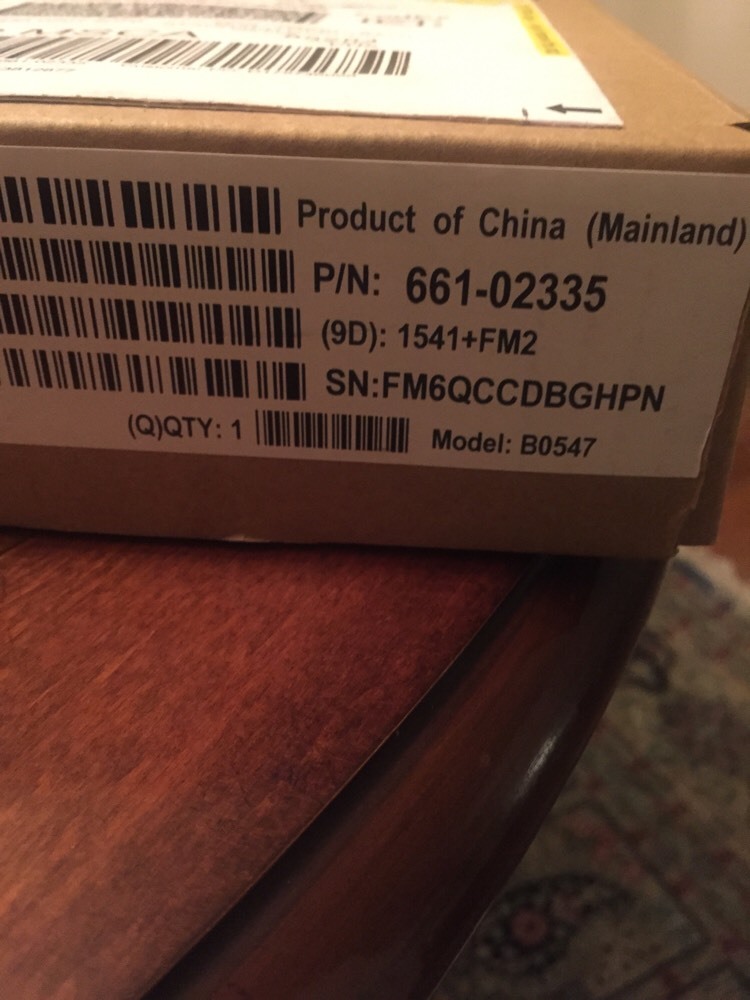 Product of China (Mainland)
P/N: 661-02335
(9D): 1541+FM2
SN:FM6QCCDBGHPN
(Q)QTY: 1
Model: B0547